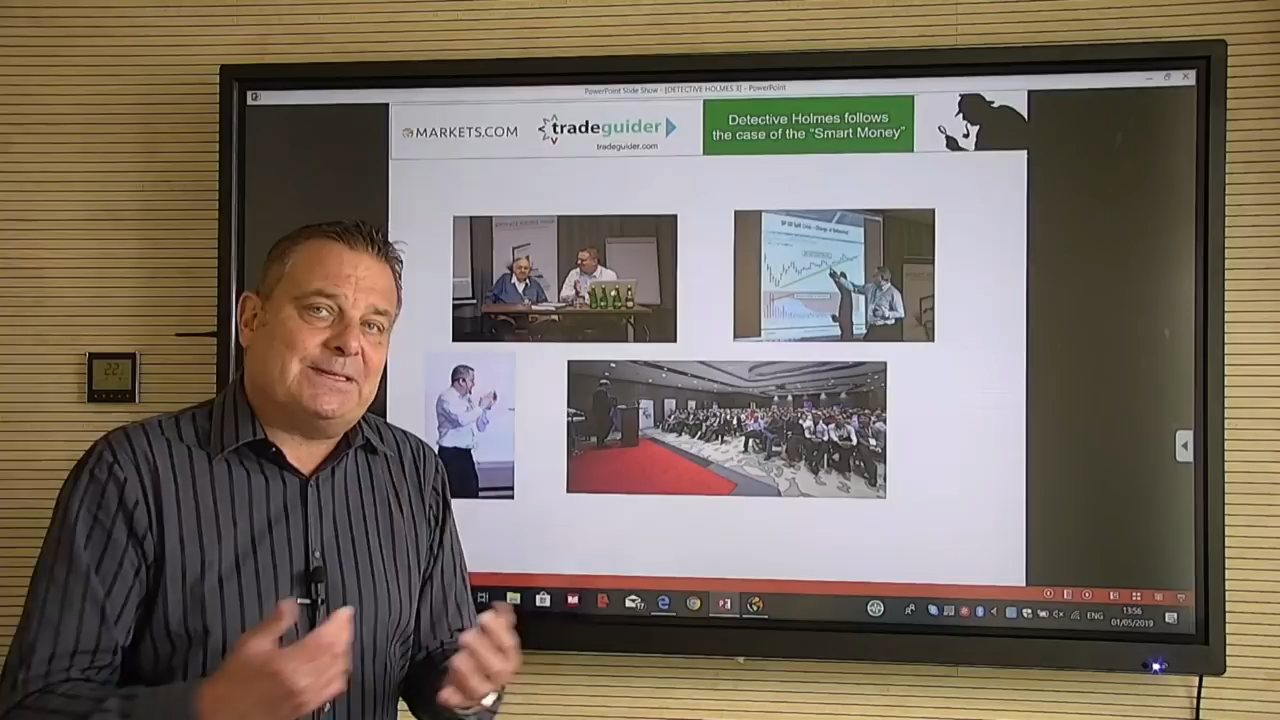 PowerPoint Slide Show - [DETECTIVE HOLMES 3] - PowerPoint
MARKETS.COM
tradeguider
tradeguider.com
Detective Holmes follows
the case of the "Smart Money"
22
ENG
13:56
01/05/2019